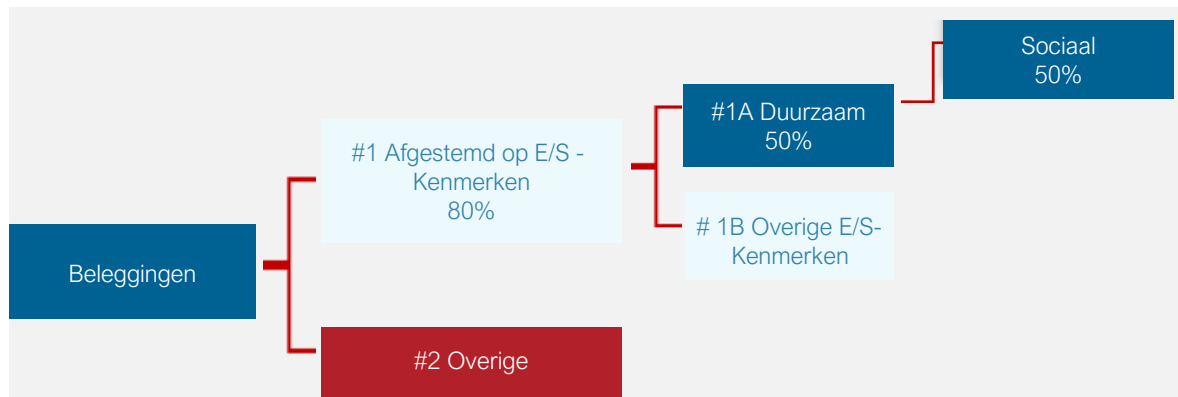 Sociaal
50%
#1A Duurzaam
50%
#1 Afgestemd op E/S -
Kenmerken
80%
# 1B Overige E/S-
Kenmerken
Beleggingen
#2 Overige